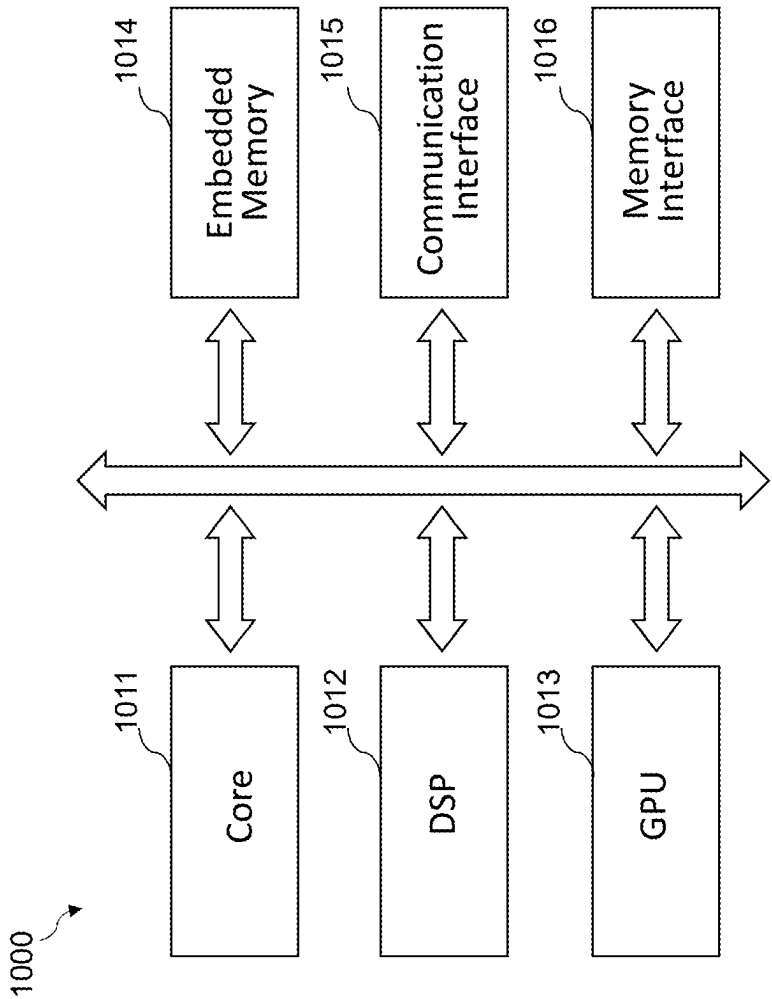 1000
1011
Core
1012
DSP
1013
GPU
1014
Embedded
Memory
1015
Communication
Interface
1016
Memory
Interface